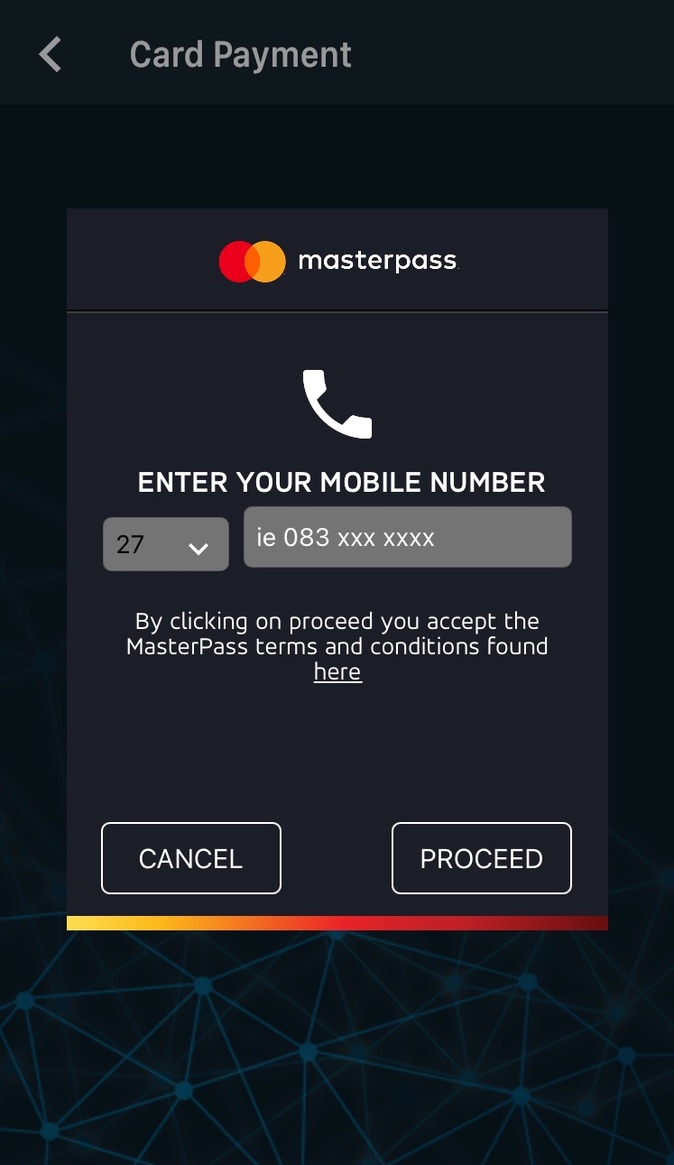 Card Payment
masterpass
ENTER YOUR MOBILE NUMBER
27
ie 083 xxx xxxx
By clicking on proceed you accept the
MasterPass terms and conditions found
here
CANCEL
PROCEED